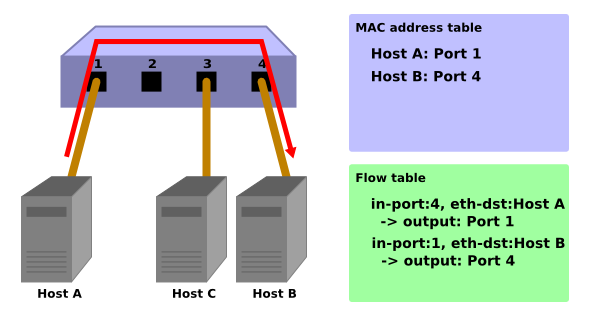 1 2 3 4
Host A
Host C
Host B
MAC address table
Host A: Port 1
Host B: Port 4
Flow table
in-port:4, eth-dst:Host A
-> output: Port 1
in-port:1, eth-dst:Host B
-> output: Port 4